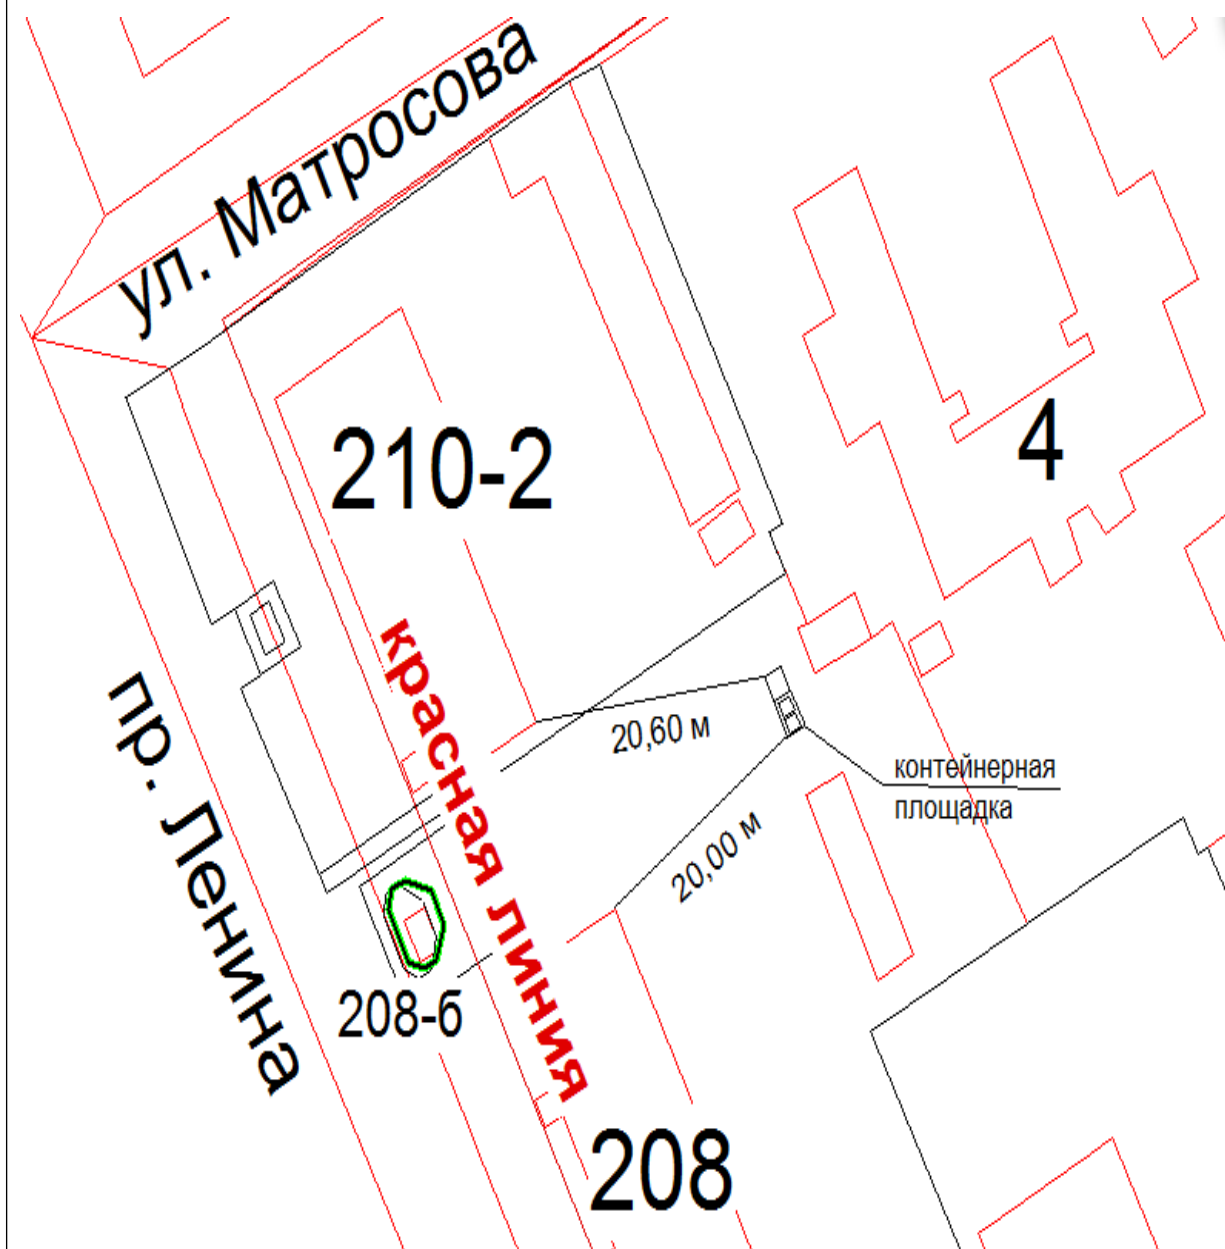 ул. Матросова
210-2
4
красная линия
пр. Ленина
20,60 м
контейнерная
площадка
20,00 м
208-б
208